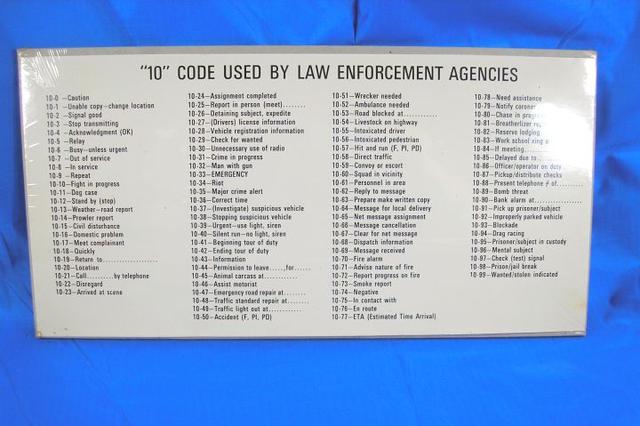 "10" CODE USED BY LAW ENFORCEMENT AGENCIES
10-0 —Caution
10-1 —Unable copy—change location
10-2 —Signal good
10-3 —Stop transmitting
10-4 —Acknowledgment (OK)
10-5 —Relay
10-6 —Busy—unless urgent
10-7 —Out of service
10-8 —In service
10-9 —Repeat
10-10—Fight in progress
10-11—Dog case
10-12—Stand by (stop)
10-13—Weather—road report
10-14—Prowler report
10-15—Civil disturbance
10-16—Domestic problem
10-17—Meet complainant
10-18—Quickly
10-19—Return to...................
10-20—Location
10-21—Call..........by telephone
10-22—Disregard
10-23—Arrived at scene
10-24—Assignment completed
10-25—Report in person (meet)........
10-26—Detaining subject, expedite
10-27—(Drivers) license information
10-28—Vehicle registration information
10-29—Check for wanted
10-30—Unnecessary use of radio
10-31—Crime in progress
10-32—Man with gun
10-33—EMERGENCY
10-34—Riot
10-35—Major crime alert
10-36—Correct time
10-37—(Investigate) suspicious vehicle
10-38—Stopping suspicious vehicle
10-39—Urgent—use light, siren
10-40—Silent run—no light, siren
10-41—Beginning tour of duty
10-42—Ending tour of duty
10-43—Information
10-44—Permission to leave.....,for......
10-45—Animal carcass at............
10-46—Assist motorist
10-47—Emergency road repair at........
10-48—Traffic standard repair at........
10-49—Traffic light out at............
10-50—Accident (F, PI, PD)
10-51—Wrecker needed
10-52—Ambulance needed
10-53—Road blocked at............
10-54—Livestock on highway
10-55—Intoxicated driver
10-56—Intoxicated pedestrian
10-57—Hit and run (F, PI, PD)
10-58—Direct traffic
10-59—Convoy or escort
10-60—Squad in vicinity
10-61—Personnel in area
10-62—Reply to message
10-63—Prepare make written copy
10-64—Message for local delivery
10-65—Net message assignment
10-66—Message cancellation
10-67—Clear for net message
10-68—Dispatch information
10-69—Message received
10-70—Fire alarm
10-71—Advise nature of fire
10-72—Report progress on fire
10-73—Smoke report
10-74—Negative
10-75—In contact with
10-76—En route
10-77—ETA (Estimated Time Arrival)
10-78—Need assistance
10-79—Notify coroner
10-80—Chase in
10-81—Breatherlizer
10-82—Reserve lodging
10-83—Work school xing
10-84—If meeting
10-85—Delayed due to
10-86—Officer/operator on duty
10-87—Pickup/distribute checks
10-88—Present telephone # of.....
10-89—Bomb threat
10-90—Bank alarm at...........
10-91—Pick up prisoner/subject
10-92—Improperly parked vehicle
10-93—Blockade
10-94—Drag racing
10-95—Prisoner/subject in custody
10-96—Mental subject
10-97—Check (test) signal
10-98—Prison/jail break
10-99—Wanted/stolen indicated